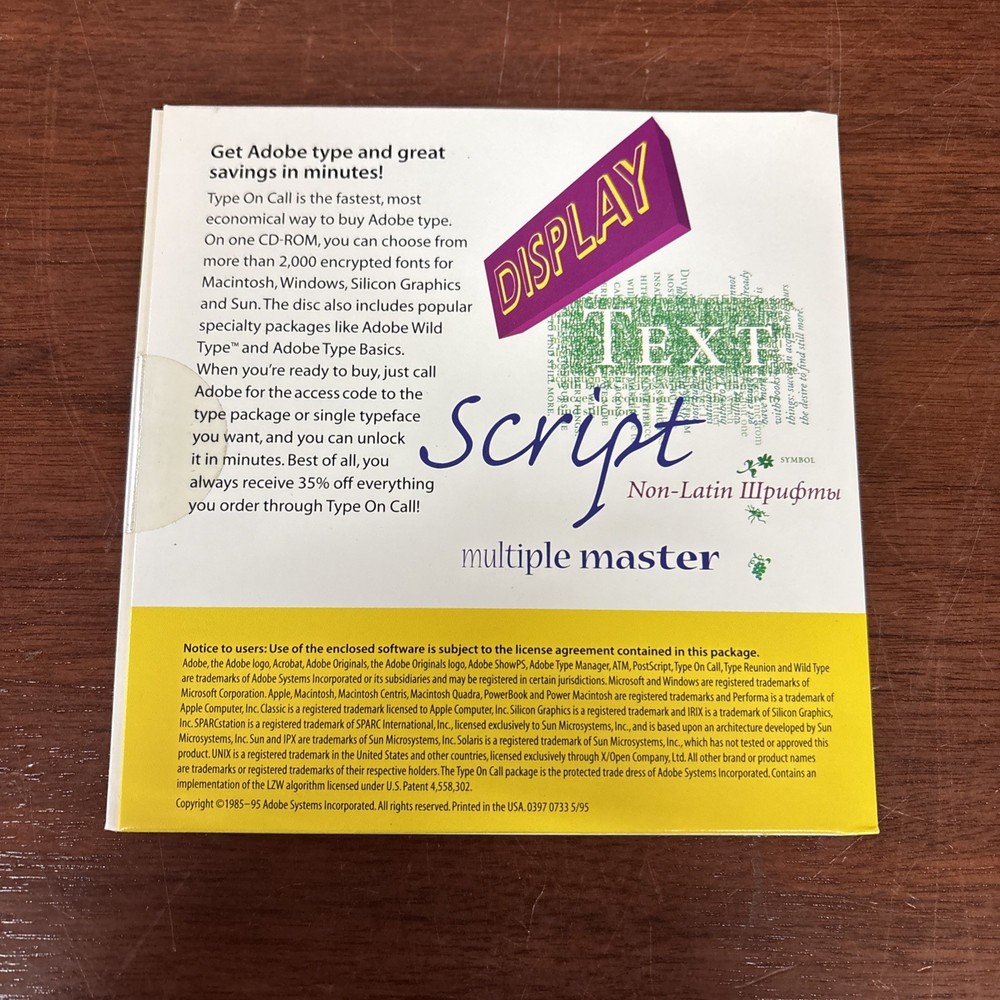 Get Adobe type and great
savings in minutes!
Type On Call is the fastest, most
economical way to buy Adobe type.
On one CD-ROM, you can choose from
more than 2,000 encrypted fonts for
Macintosh, Windows, Silicon Graphics
and Sun. The disc also includes popular
specialty packages like Adobe Wild
Type™ and Adobe Type Basics.
When you're ready to buy, just call
Adobe for the access code to the
type package or single typeface
you want, and you can unlock
it in minutes. Best of all, you
always receive 35% off everything
you order through Type On Call!
DISPLAY
TEXT
Script
SYMBOL
Non-Latin Шрифты
multiple master
Notice to users: Use of the enclosed software is subject to the license agreement contained in this package.
Adobe, the Adobe logo, Acrobat, Adobe Originals, the Adobe Originals logo, Adobe ShowPS, Adobe Type Manager, ATM, PostScript, Type On Call, Type Reunion and Wild Type
are trademarks of Adobe Systems Incorporated or its subsidiaries and may be registered in certain jurisdictions. Microsoft and Windows are registered trademarks of
Microsoft Corporation. Apple, Macintosh, Macintosh Centris, Macintosh Quadra, PowerBook and Power Macintosh are registered trademarks and Performa is a trademark of
Apple Computer, Inc. Classic is a registered trademark licensed to Apple Computer, Inc. Silicon Graphics is a registered trademark and IRIX is a trademark of Silicon Graphics,
Inc. SPARCstation is a registered trademark of SPARC International, Inc., licensed exclusively to Sun Microsystems, Inc., and is based upon an architecture developed by Sun
Microsystems, Inc. Sun and IPX are trademarks of Sun Microsystems, Inc. Solaris is a registered trademark of Sun Microsystems, Inc., which has not tested or approved this
product. UNIX is a registered trademark in the United States and other countries, licensed exclusively through X/Open Company, Ltd. All other brand or product names
are trademarks or registered trademarks of their respective holders. The Type On Call package is the protected trade dress of Adobe Systems Incorporated. Contains an
implementation of the LZW algorithm licensed under U.S. Patent 4,558,302.
Copyright ©1985–95 Adobe Systems Incorporated. All rights reserved. Printed in the USA. 0397 0733 5/95